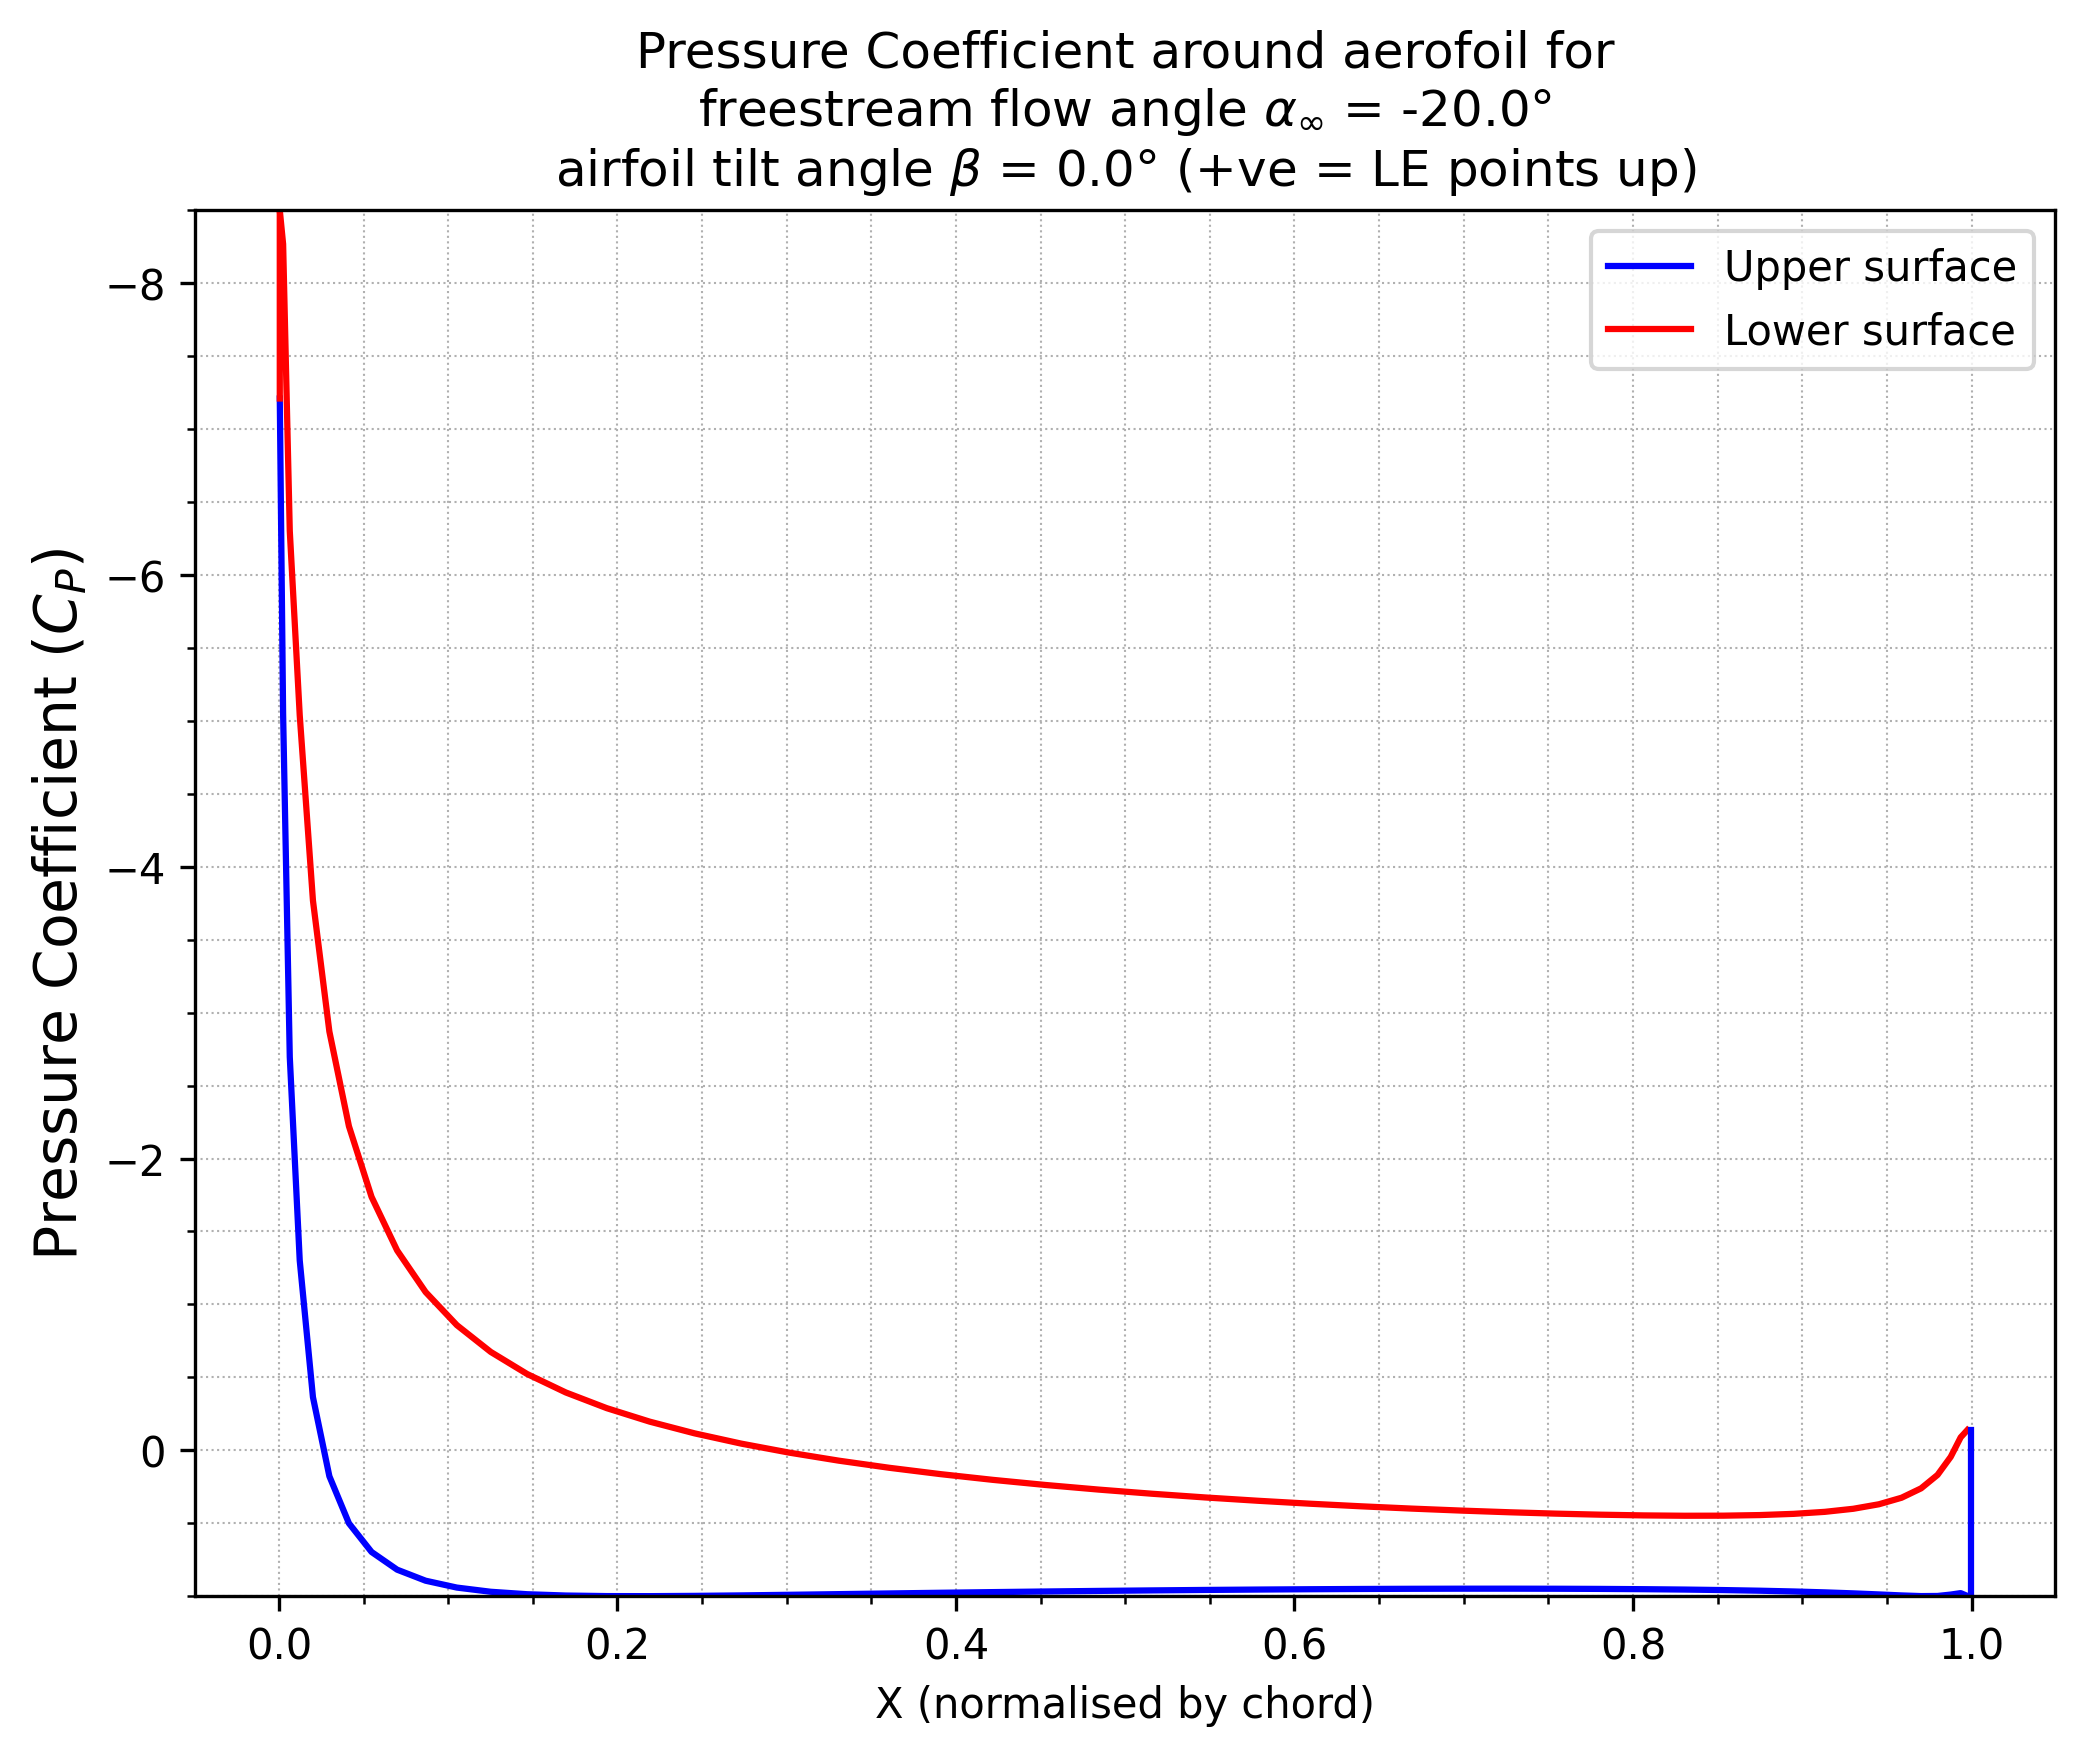 Pressure Coefficient around aerofoil for
freestream flow angle α∞ = -20.0°
airfoil tilt angle β = 0.0° (+ve = LE points up)
Upper surface
Lower surface
Pressure Coefficient (C_P)
−8
−6
−4
−2
0
0.0 0.2 0.4 0.6 0.8 1.0
X (normalised by chord)